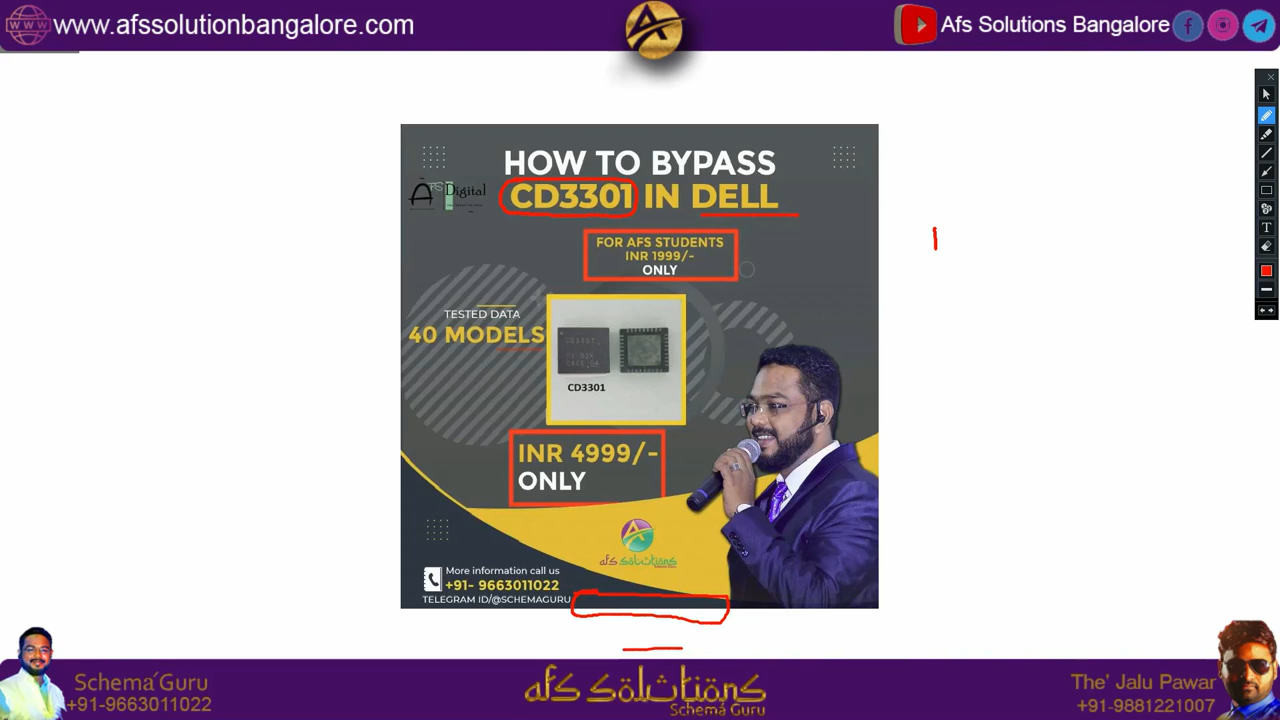 www.afssolutionbangalore.com
Afs Solutions Bangalore
HOW TO BYPASS
CD3301 IN DELL
Digital
FOR AFS STUDENTS
INR 1999/-
ONLY
TESTED DATA
40 MODELS
CD3301
INR 4999/-
ONLY
afs solutions
More information call us
+91- 9663011022
TELEGRAM ID/@SCHEMAGURU
Schema'Guru
+91-9663011022
afs solutions
Schema Guru
The' Jalu Pawar
+91-9881221007